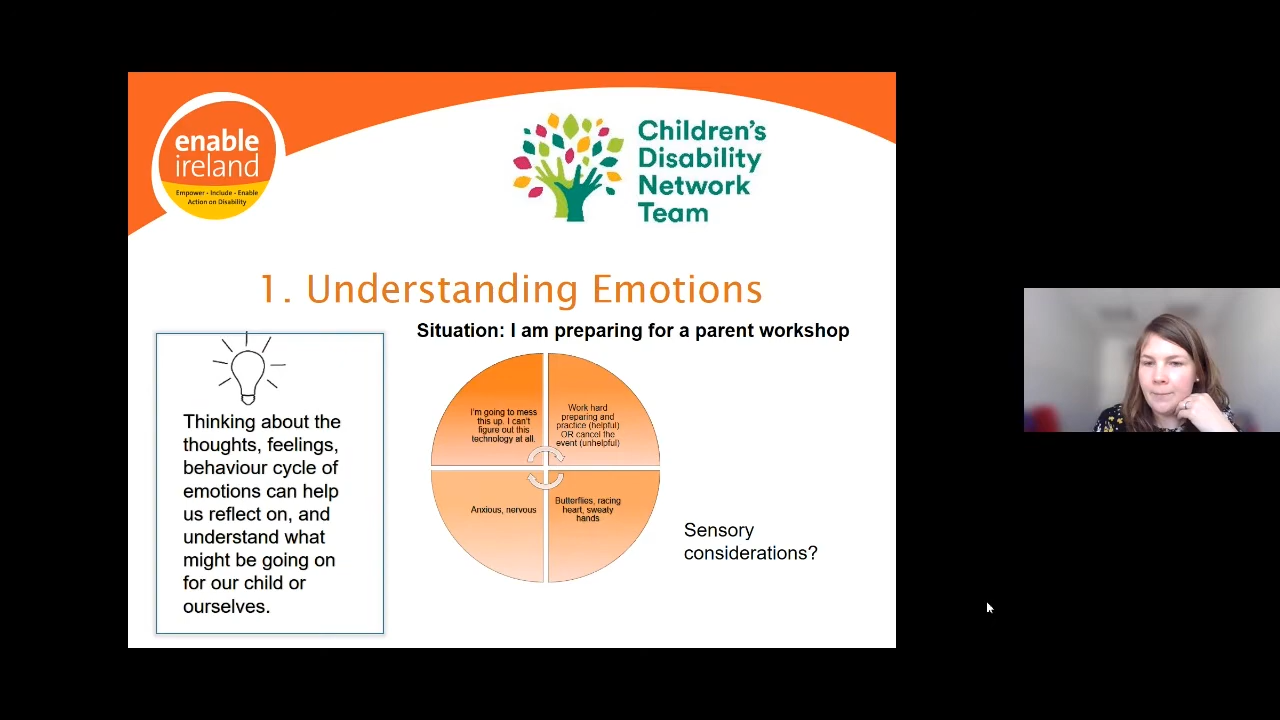 enable
ireland
Empower • Include • Enable
Action on Disability
Children's
Disability
Network
Team
1. Understanding Emotions
Situation: I am preparing for a parent workshop
Thinking about the
thoughts, feelings,
behaviour cycle of
emotions can help
us reflect on, and
understand what
might be going on
for our child or
ourselves.
I'm going to mess
this up. I can't
figure out this
technology at all.
Work hard
preparing and
practice (helpful)
OR cancel the
event (unhelpful)
Anxious, nervous
Butterflies, racing
heart, sweaty
hands
Sensory
considerations?